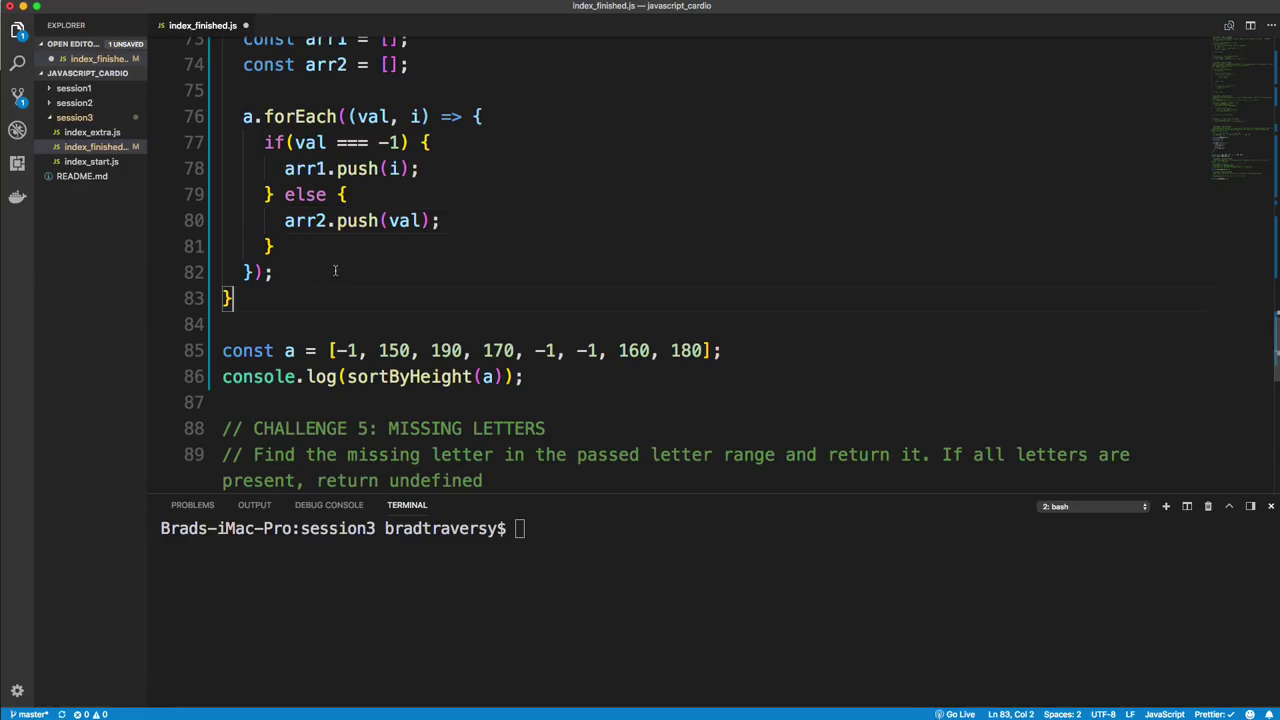 index_finished.js — javascript_cardio
EXPLORER
index_finished.js
OPEN EDITO... 1 UNSAVED
index_finishe... M
JAVASCRIPT_CARDIO
session1
session2
session3
index_extra.js
index_finished... M
index_start.js
README.md
73 const arr1 = [];
74 const arr2 = [];
75
76 a.forEach((val, i) => {
77 if(val === -1) {
78 arr1.push(i);
79 } else {
80 arr2.push(val);
81 }
82 });
83 }
84
85 const a = [-1, 150, 190, 170, -1, -1, 160, 180];
86 console.log(sortByHeight(a));
87
88 // CHALLENGE 5: MISSING LETTERS
89 // Find the missing letter in the passed letter range and return it. If all letters are
present, return undefined
PROBLEMS OUTPUT DEBUG CONSOLE TERMINAL 2: bash
Brads-iMac-Pro:session3 bradtraversy$
1
1
master* 0 0 Go Live Ln 83, Col 2 Spaces: 2 UTF-8 LF JavaScript Prettier: ✓